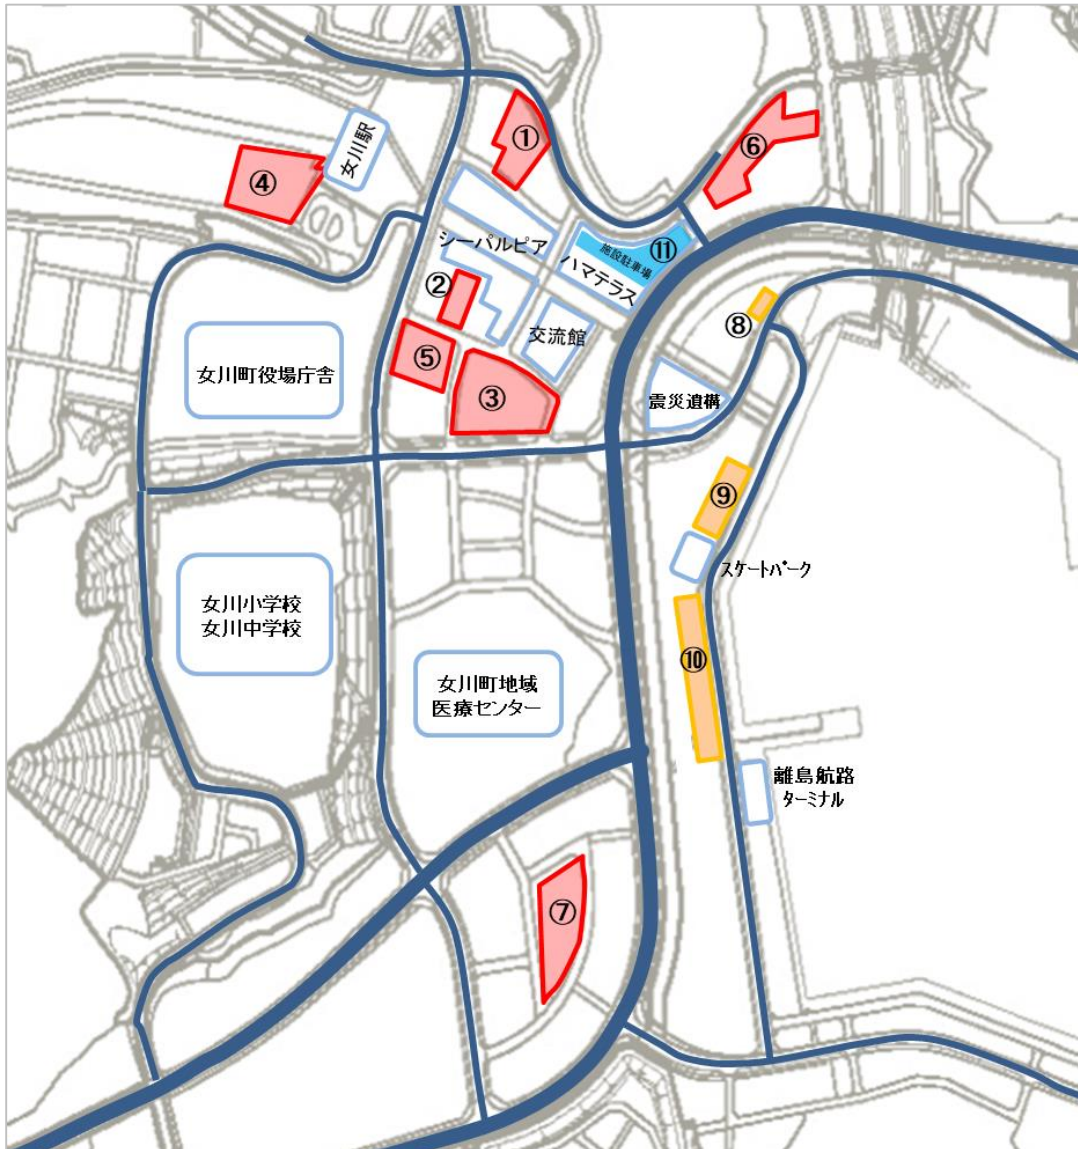 ①
⑥
女川駅
④
シーパルピア
⑪
施設駐車場
ハマテラス
②
⑧
交流館
⑤
女川町役場庁舎
③
震災遺構
⑨
スケートパーク
女川小学校
女川中学校
⑩
女川町地域
医療センター
離島航路
ターミナル
⑦